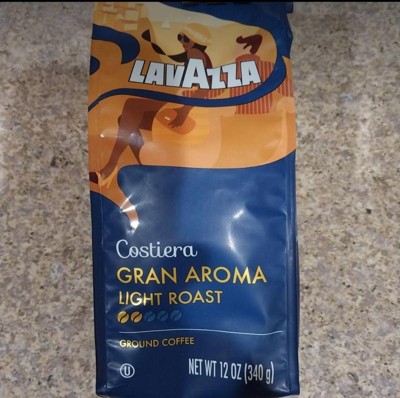 LAVAZZA
Costiera
GRAN AROMA
LIGHT ROAST
GROUND COFFEE
U
NET WT 12 OZ (340 g)